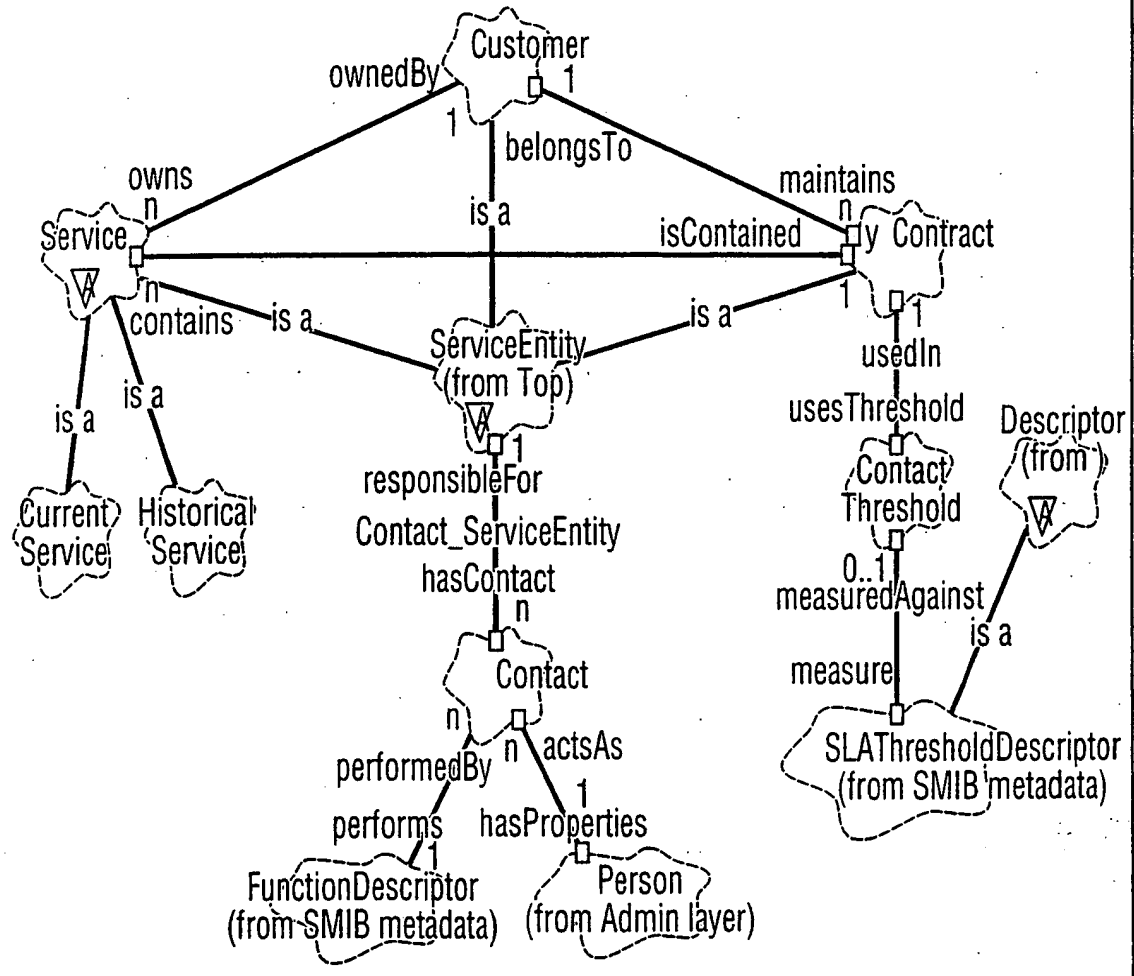 Customer
ownedBy
1
1
belongsTo
owns
n
maintains
n
is a
Service
isContained
y Contract
A
n
contains
is a
is a
1
1
ServiceEntity
(from Top)
A
1
usedIn
is a
is a
usesThreshold
Descriptor
(from )
A
responsibleFor
Contact
Threshold
Current
Service
Historical
Service
Contact_ServiceEntity
hasContact
n
0..1
measuredAgainst
is a
Contact
measure
n
n
actsAs
performedBy
SLAThresholdDescriptor
(from SMIB metadata)
1
performs
hasProperties
1
FunctionDescriptor
(from SMIB metadata)
Person
(from Admin layer)